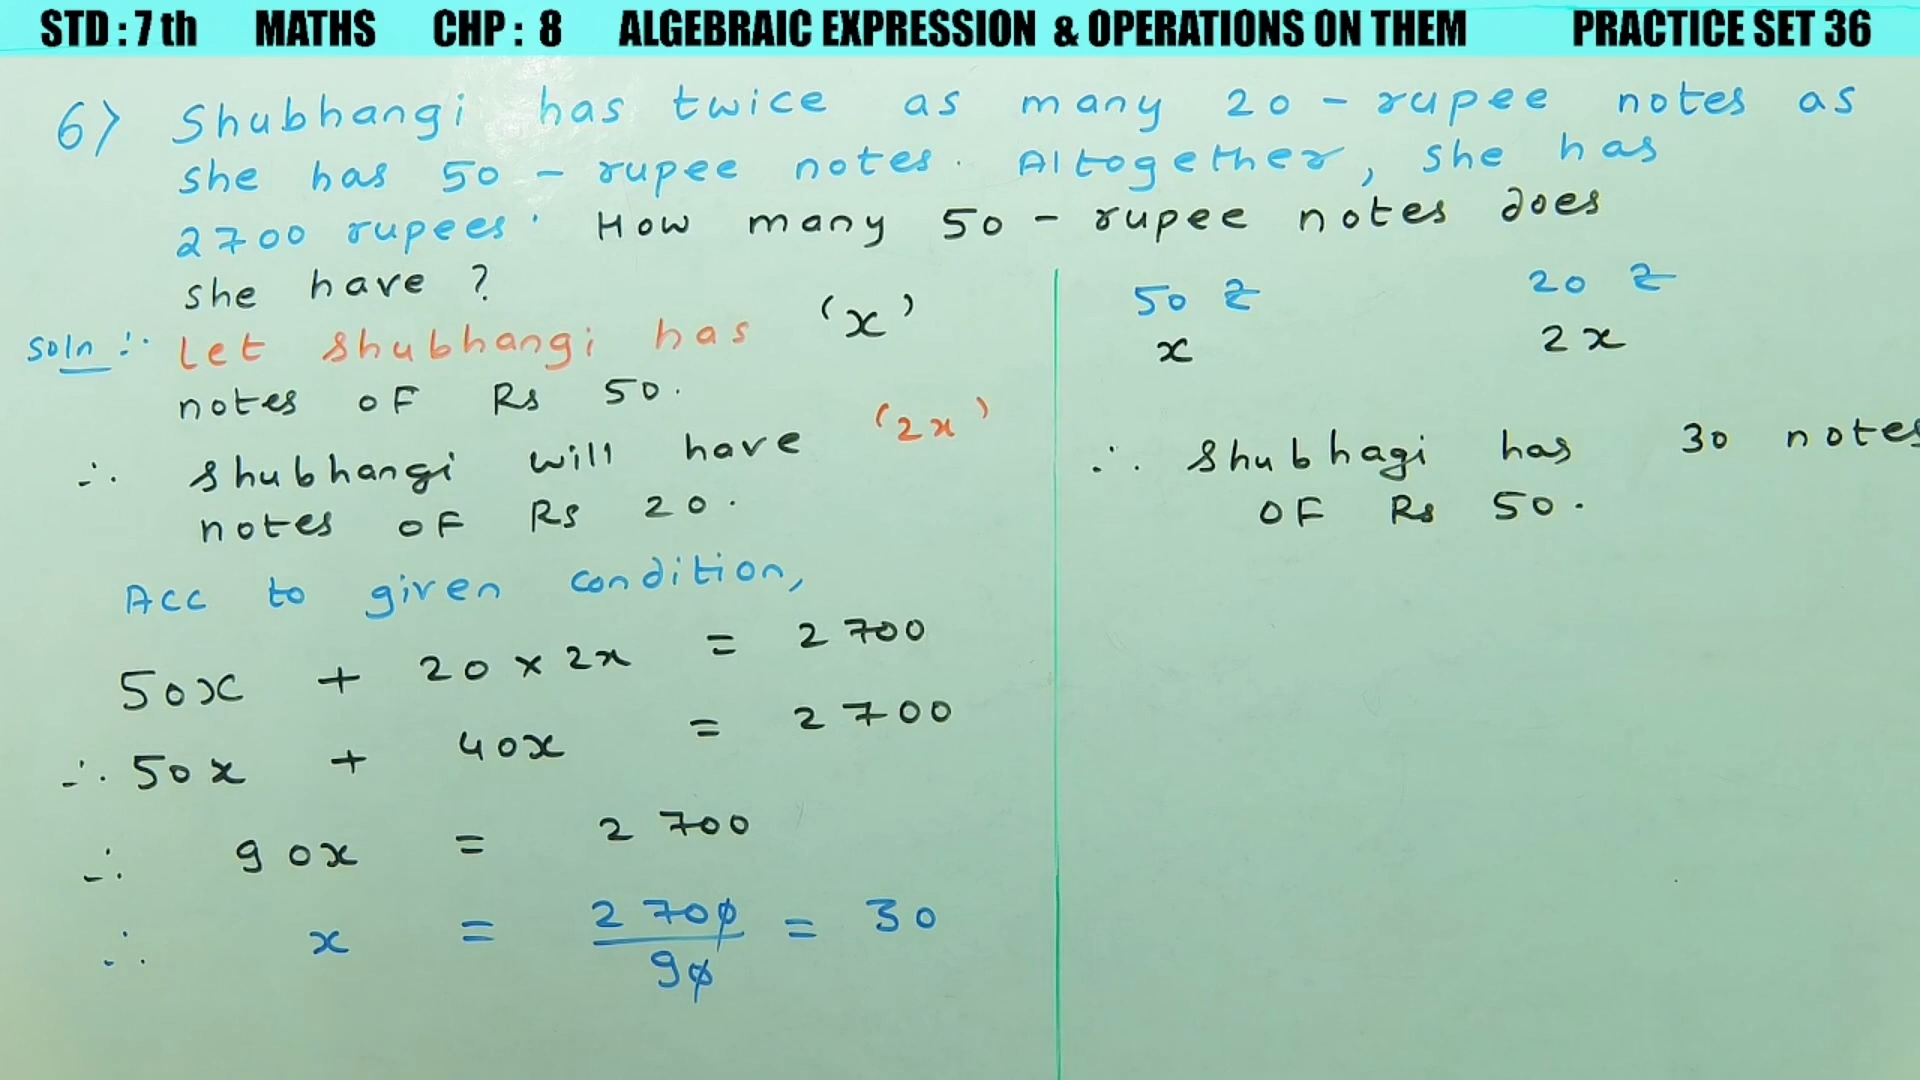 STD : 7 th MATHS CHP : 8 ALGEBRAIC EXPRESSION & OPERATIONS ON THEM PRACTICE SET 36
6) Shubhangi has twice as many 20 - rupee notes as
she has 50 - rupee notes. Altogether, she has
2700 rupees. How many 50 - rupee notes does
she have ?
Soln :- Let Shubhangi has 'x'
notes of Rs 50.
∴ Shubhangi will have '2x'
notes of Rs 20.
Acc to given condition,
50x + 20 × 2x = 2700
∴ 50x + 40x = 2700
∴ 90x = 2700
∴ x = 2700/90 = 30
50 ₹ 20 ₹
x 2x
∴ Shubhagi has 30 notes
of Rs 50.